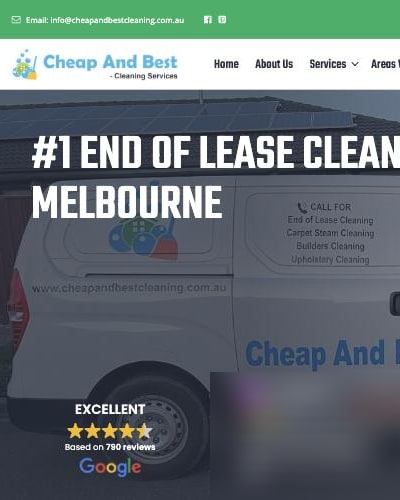 Email: info@cheapandbestcleaning.com.au
Cheap And Best
- Cleaning Services
Home About Us Services Areas
#1 END OF LEASE CLEAN
MELBOURNE
CALL FOR
End of Lease Cleaning
Carpet Steam Cleaning
Builders Cleaning
Upholstery Cleaning
www.cheapandbestcleaning.com.au
Cheap And
EXCELLENT
Based on 790 reviews
Google